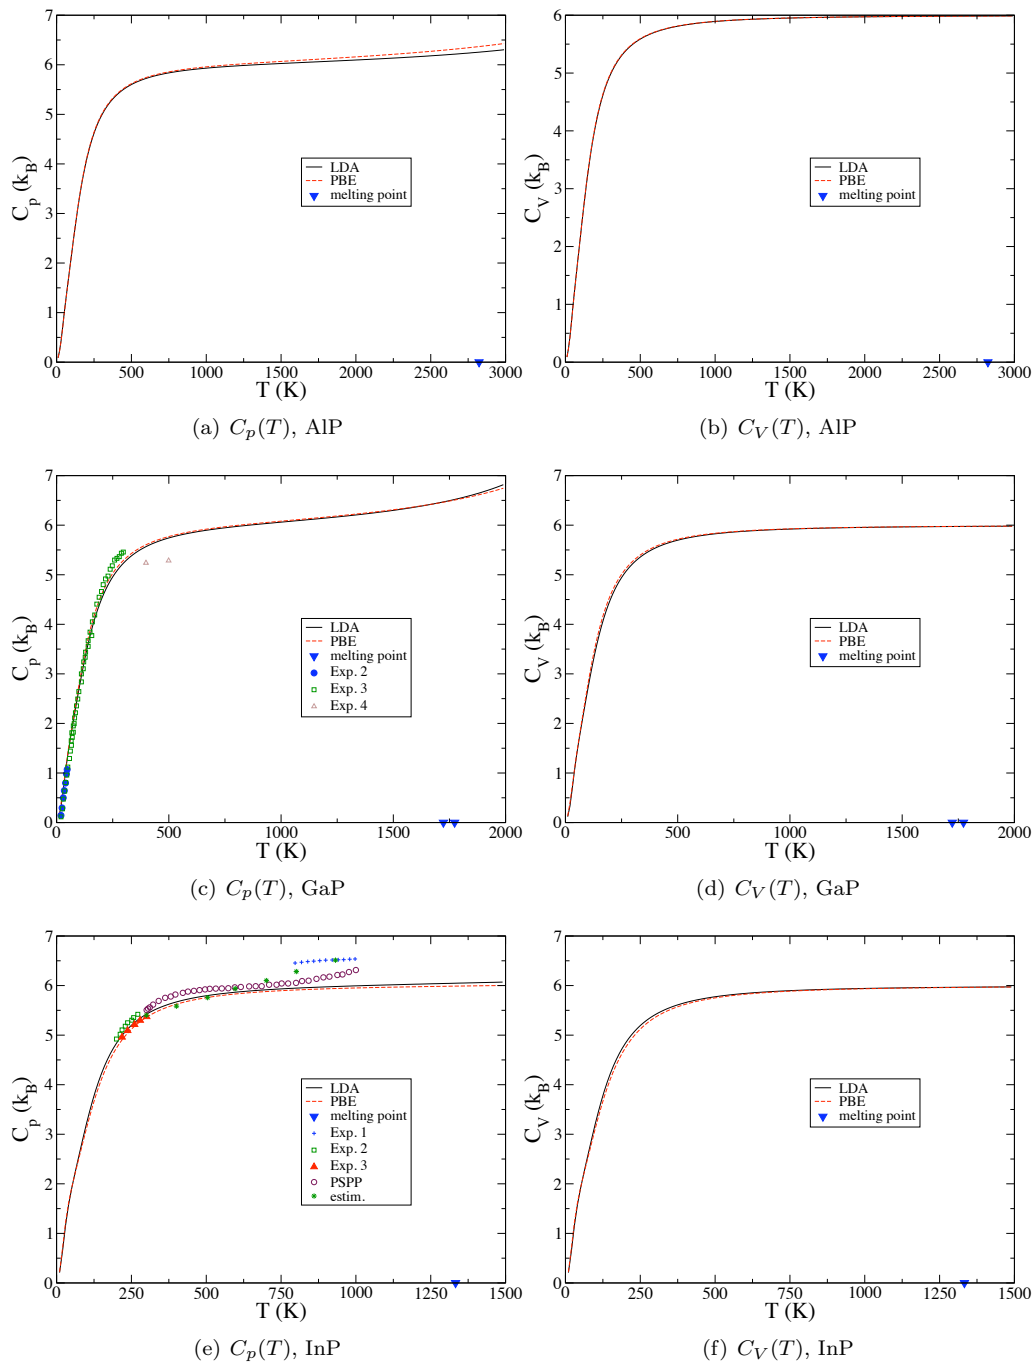 7
6
5
4
3
2
1
0
C_p (k_B)
LDA
PBE
melting point
0 500 1000 1500 2000 2500 3000
T (K)
(a) C_p(T), AlP
6
5
4
3
2
1
0
C_V (k_B)
LDA
PBE
melting point
0 500 1000 1500 2000 2500 3000
T (K)
(b) C_V(T), AlP
7
6
5
4
3
2
1
0
C_p (k_B)
LDA
PBE
melting point
Exp. 2
Exp. 3
Exp. 4
0 500 1000 1500 2000
T (K)
(c) C_p(T), GaP
7
6
5
4
3
2
1
0
C_V (k_B)
LDA
PBE
melting point
0 500 1000 1500 2000
T (K)
(d) C_V(T), GaP
7
6
5
4
3
2
1
0
C_p (k_B)
LDA
PBE
melting point
Exp. 1
Exp. 2
Exp. 3
PSPP
estim.
0 250 500 750 1000 1250 1500
T (K)
(e) C_p(T), InP
7
6
5
4
3
2
1
0
C_V (k_B)
LDA
PBE
melting point
0 250 500 750 1000 1250 1500
T (K)
(f) C_V(T), InP